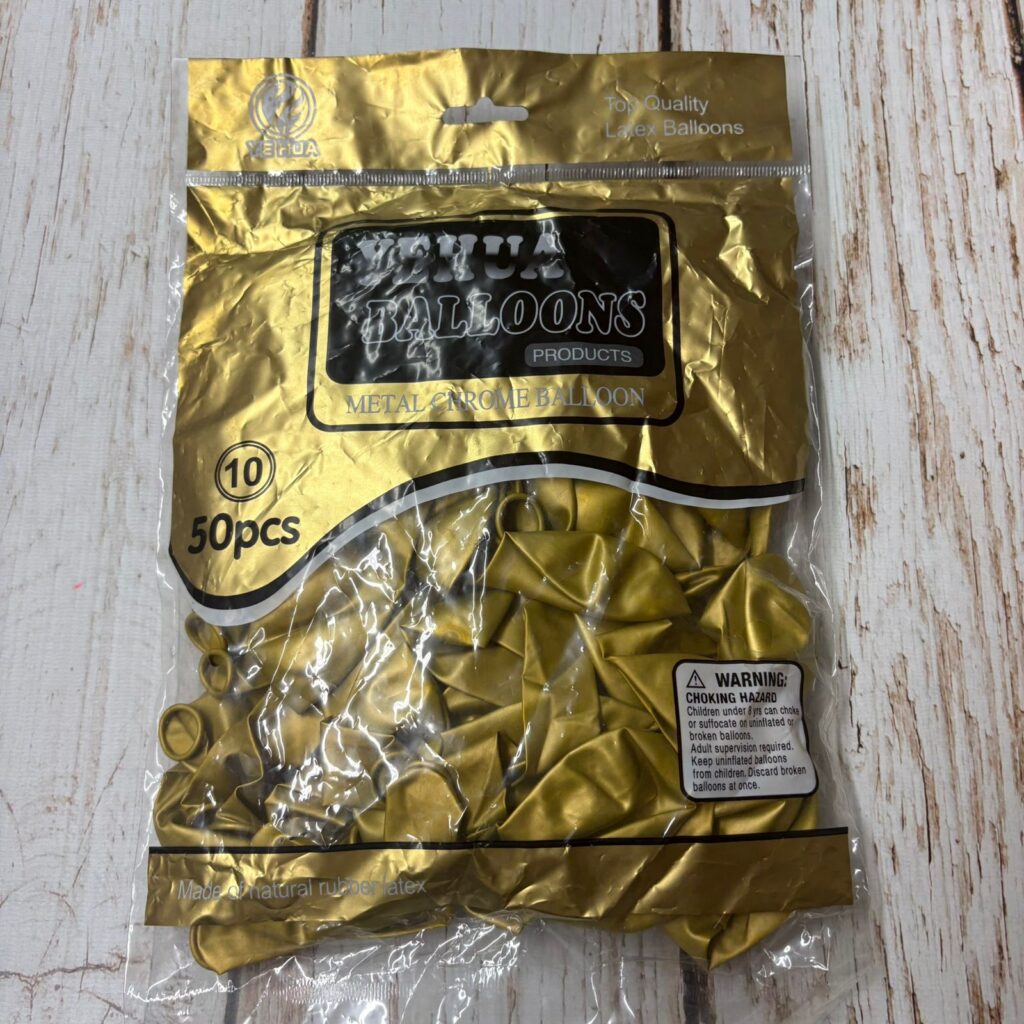 YEHUA
Top Quality
Latex Balloons
YEHUA
BALLOONS
PRODUCTS
METAL CHROME BALLOON
10
50pcs
WARNING:
CHOKING HAZARD
Children under 8 yrs can choke
or suffocate on uninflated or
broken balloons.
Adult supervision required.
Keep uninflated balloons
from children. Discard broken
balloons at once.
Made of natural rubber latex